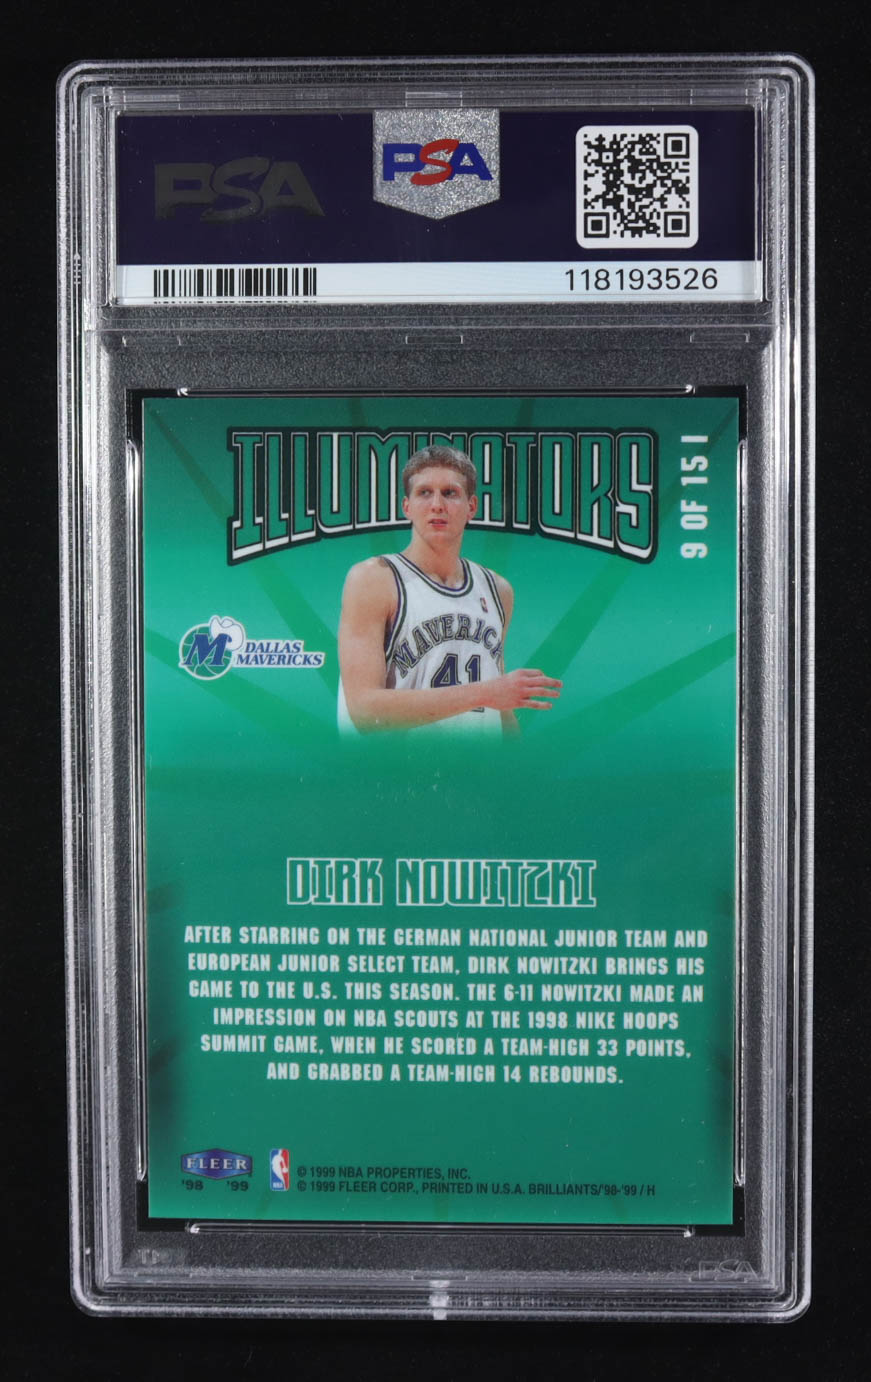 PSA
PSA
118193526
ILLUMINATORS
9 OF 15 I
DALLAS
MAVERICKS
MAVERICK
41
DIRK NOWITZKI
AFTER STARRING ON THE GERMAN NATIONAL JUNIOR TEAM AND
EUROPEAN JUNIOR SELECT TEAM, DIRK NOWITZKI BRINGS HIS
GAME TO THE U.S. THIS SEASON. THE 6-11 NOWITZKI MADE AN
IMPRESSION ON NBA SCOUTS AT THE 1998 NIKE HOOPS
SUMMIT GAME, WHEN HE SCORED A TEAM-HIGH 33 POINTS,
AND GRABBED A TEAM-HIGH 14 REBOUNDS.
FLEER
'98 '99
NBA
© 1999 NBA PROPERTIES, INC.
© 1999 FLEER CORP., PRINTED IN U.S.A. BRILLIANTS/'98-'99 / H
PSA